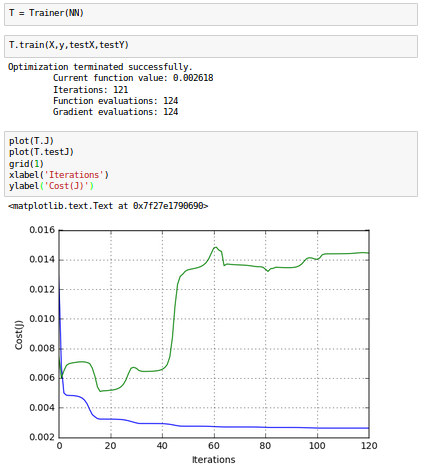 T = Trainer(NN)
T.train(X,y,testX,testY)
Optimization terminated successfully.
Current function value: 0.002618
Iterations: 121
Function evaluations: 124
Gradient evaluations: 124
plot(T.J)
plot(T.testJ)
grid(1)
xlabel('Iterations')
ylabel('Cost(J)')
<matplotlib.text.Text at 0x7f27e1790690>
0.016
0.014
0.012
0.010
0.008
0.006
0.004
0.002
Cost(J)
0 20 40 60 80 100 120
Iterations